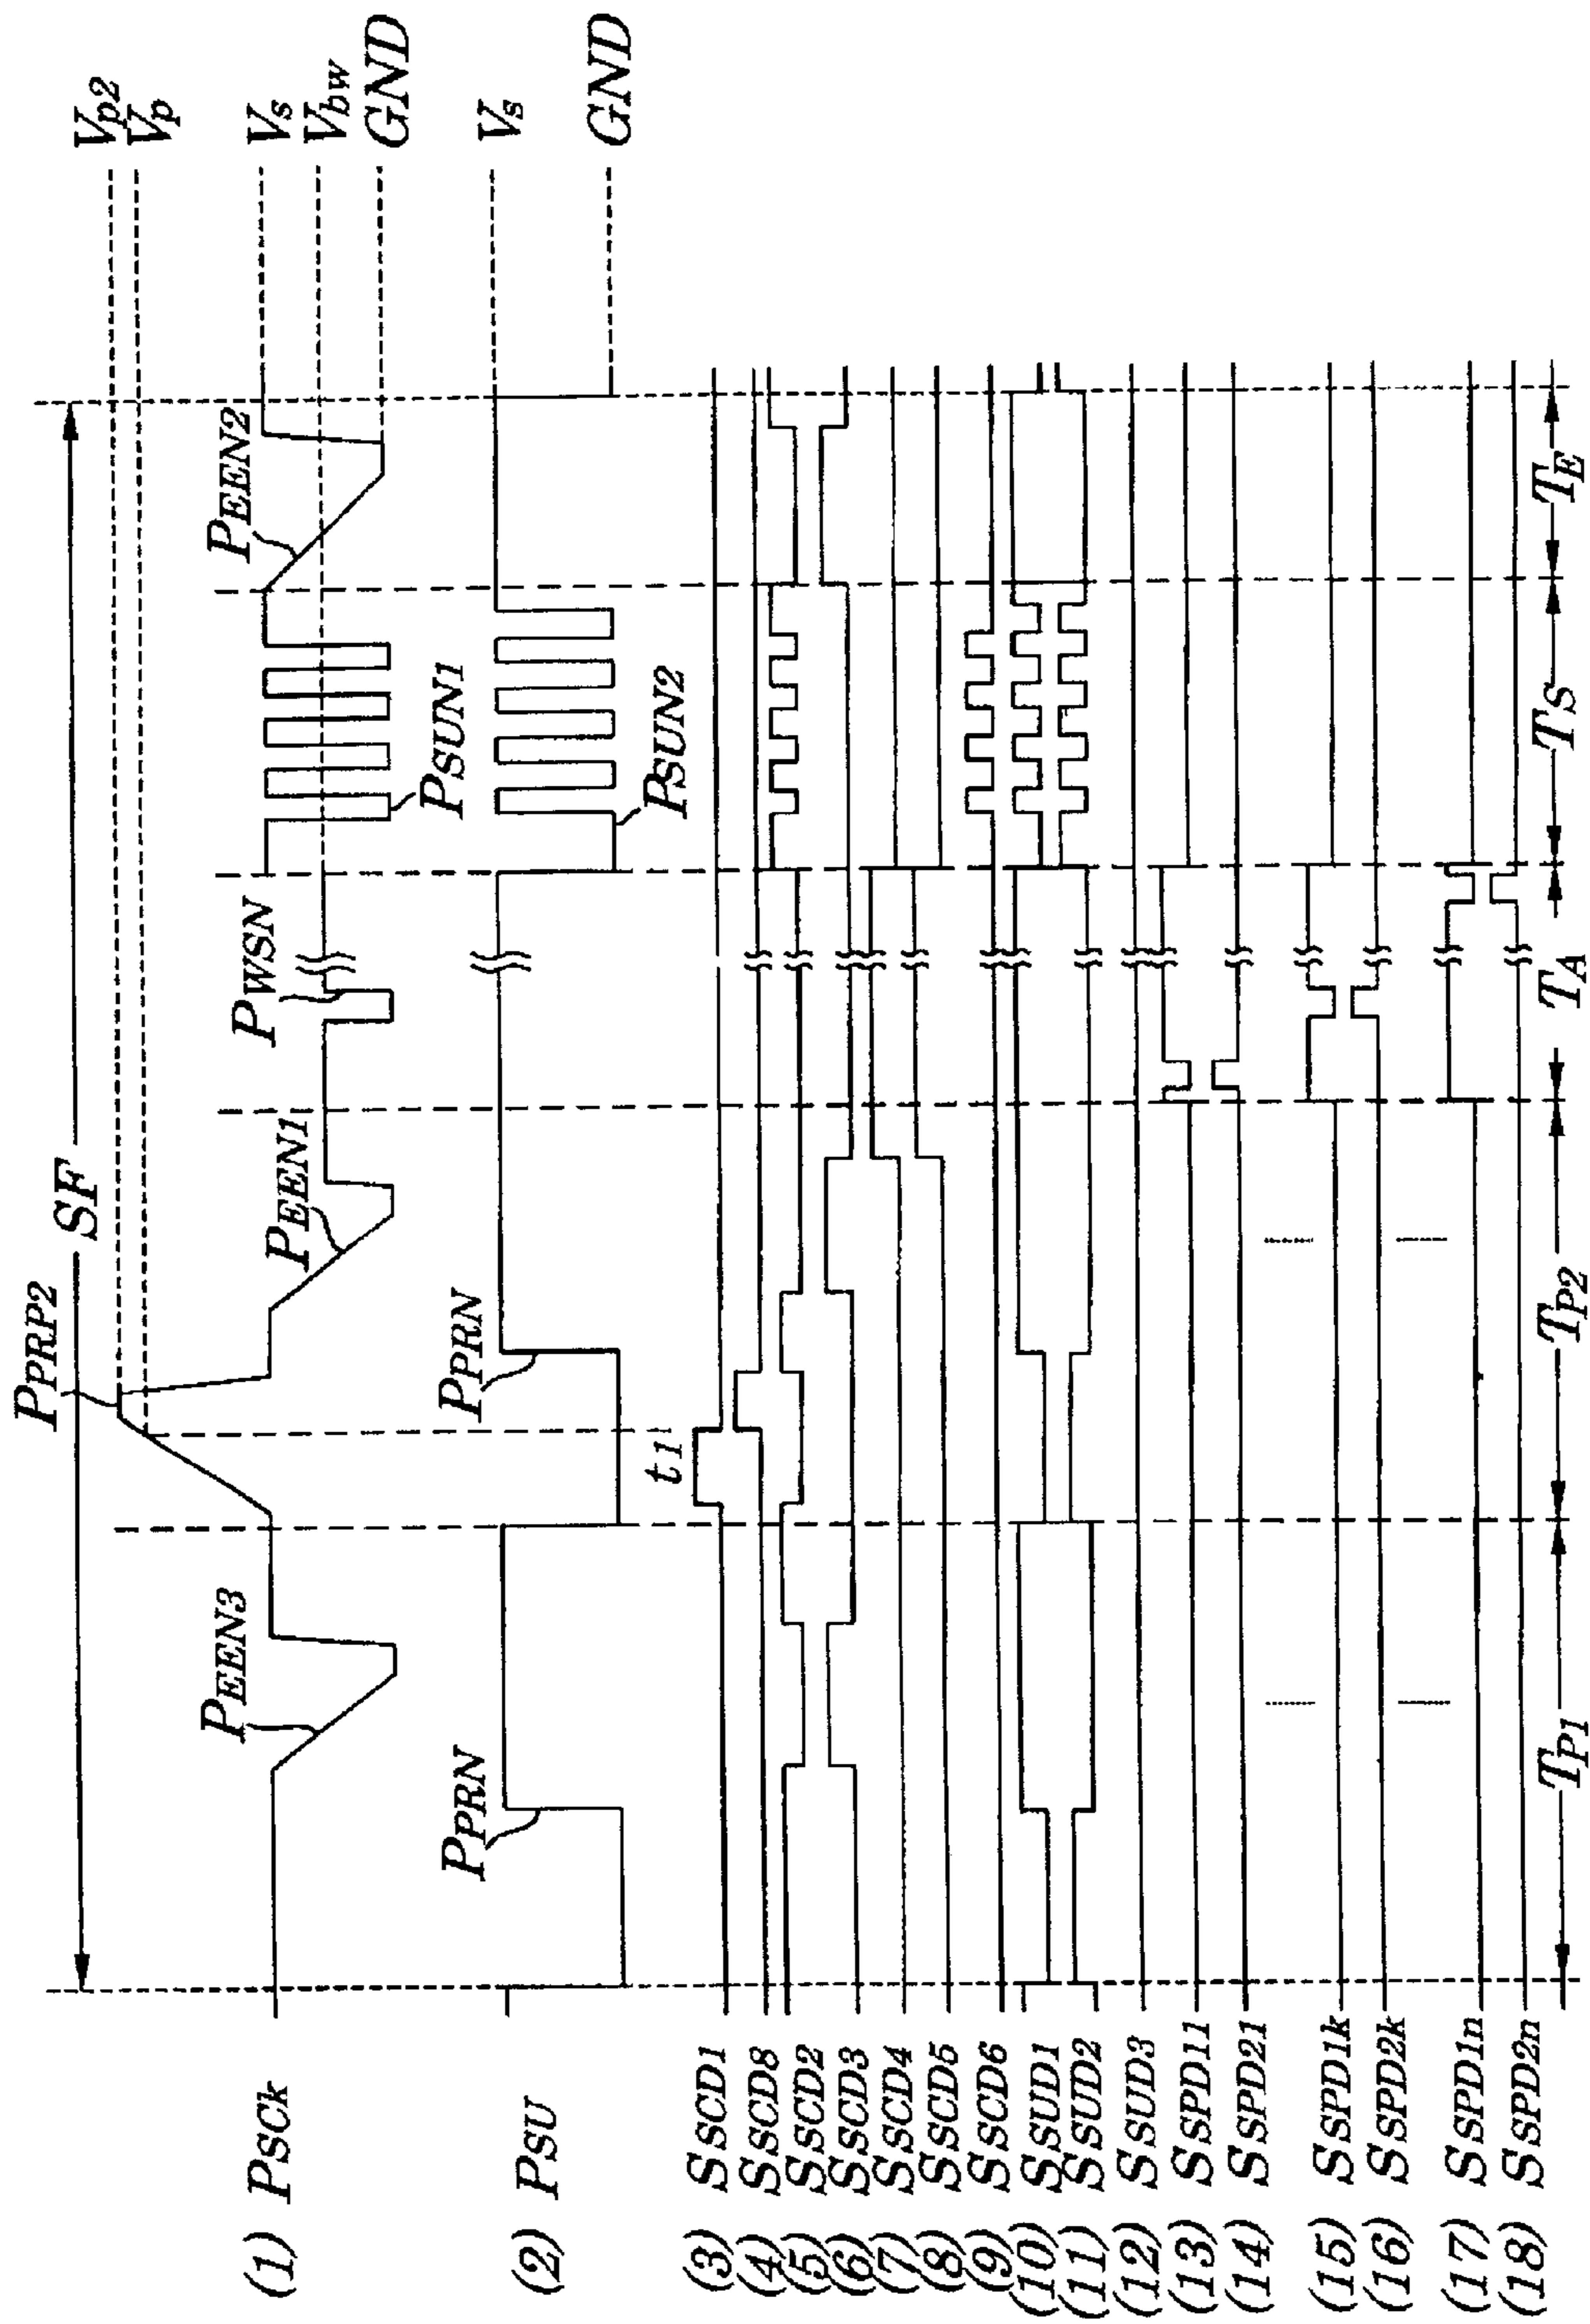 SF
PPRP2
Vp2
Vp
PEEN3
PEEN1
PWSN
PEEN2
Vs
Vbw
GND
(1) PSCk
PSUN1
PPRN
PPRN
Vs
GND
(2) PSU
PSUN2
t1
(3) SSCD1
(4) SSCD8
(5) SSCD2
(6) SSCD3
(7) SSCD4
(8) SSCD5
(9) SSCD6
(10) SSUD1
(11) SSUD2
(12) SSUD3
(13) SSPD11
(14) SSPD21
(15) SSPD1k
(16) SSPD2k
(17) SSPD1n
(18) SSPD2n
TP1
TP2
TA
TS
TE